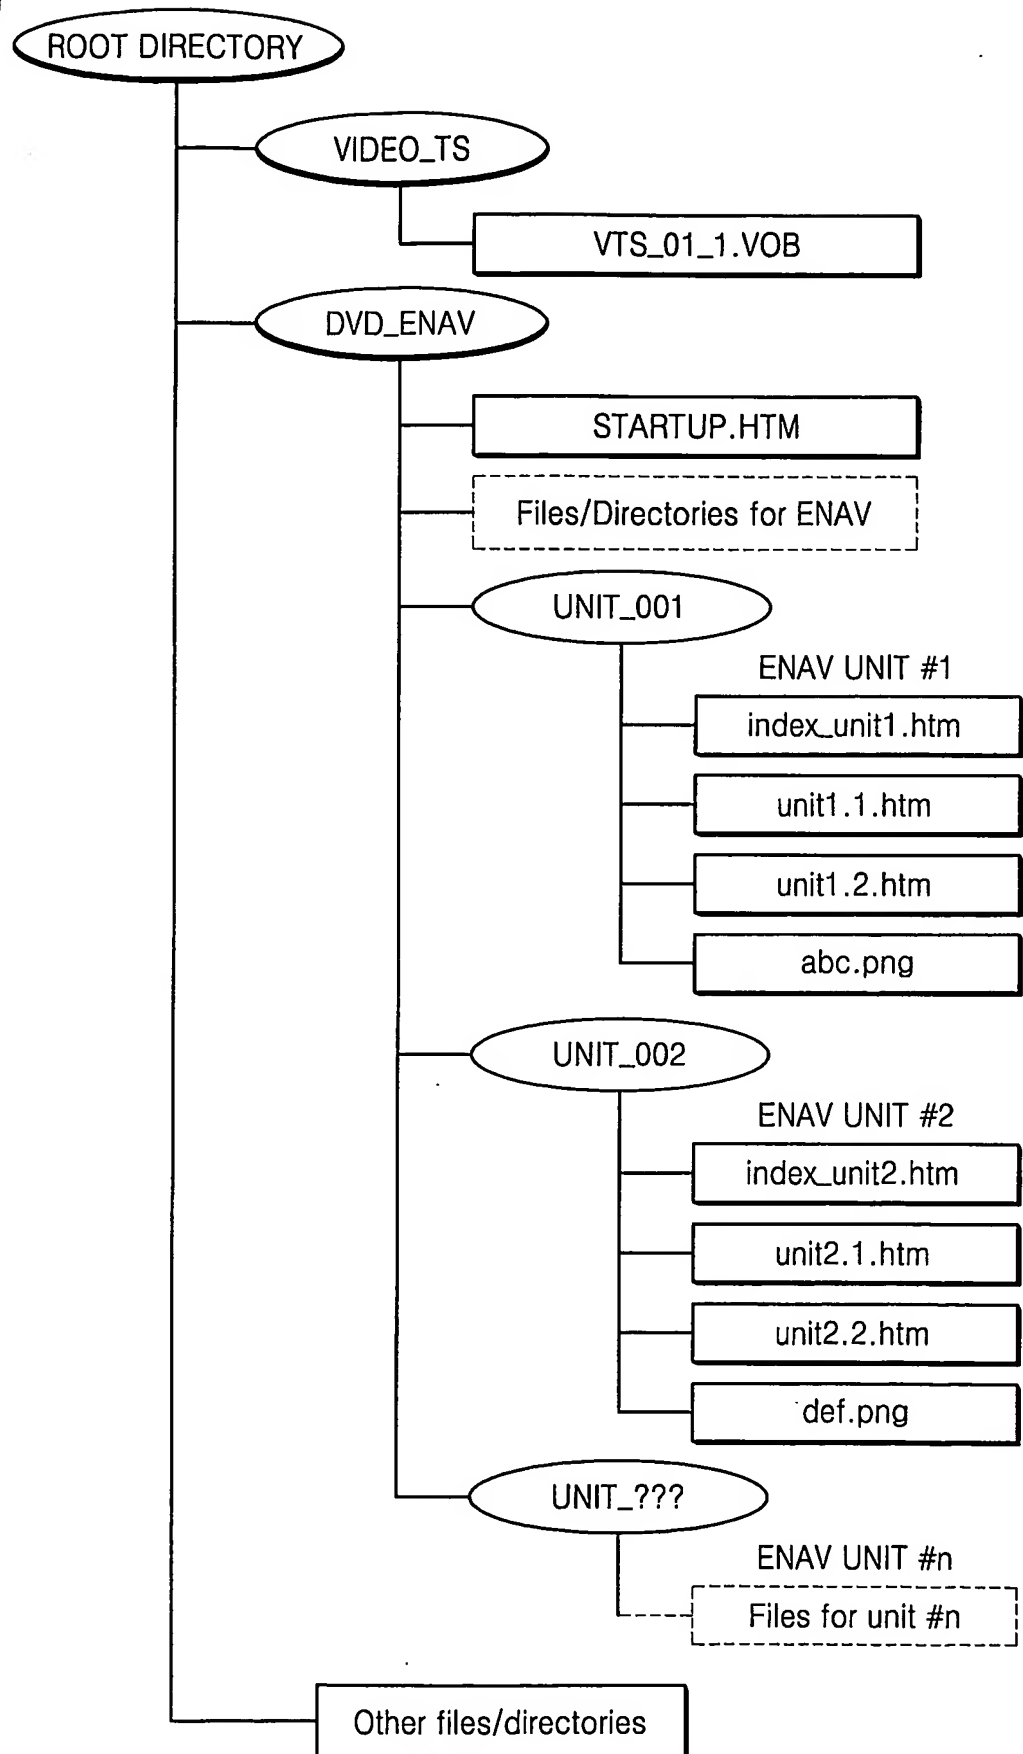 ROOT DIRECTORY
VIDEO_TS
VTS_01_1.VOB
DVD_ENAV
STARTUP.HTM
Files/Directories for ENAV
UNIT_001
ENAV UNIT #1
index_unit1.htm
unit1.1.htm
unit1.2.htm
abc.png
UNIT_002
ENAV UNIT #2
index_unit2.htm
unit2.1.htm
unit2.2.htm
def.png
UNIT_???
ENAV UNIT #n
Files for unit #n
Other files/directories